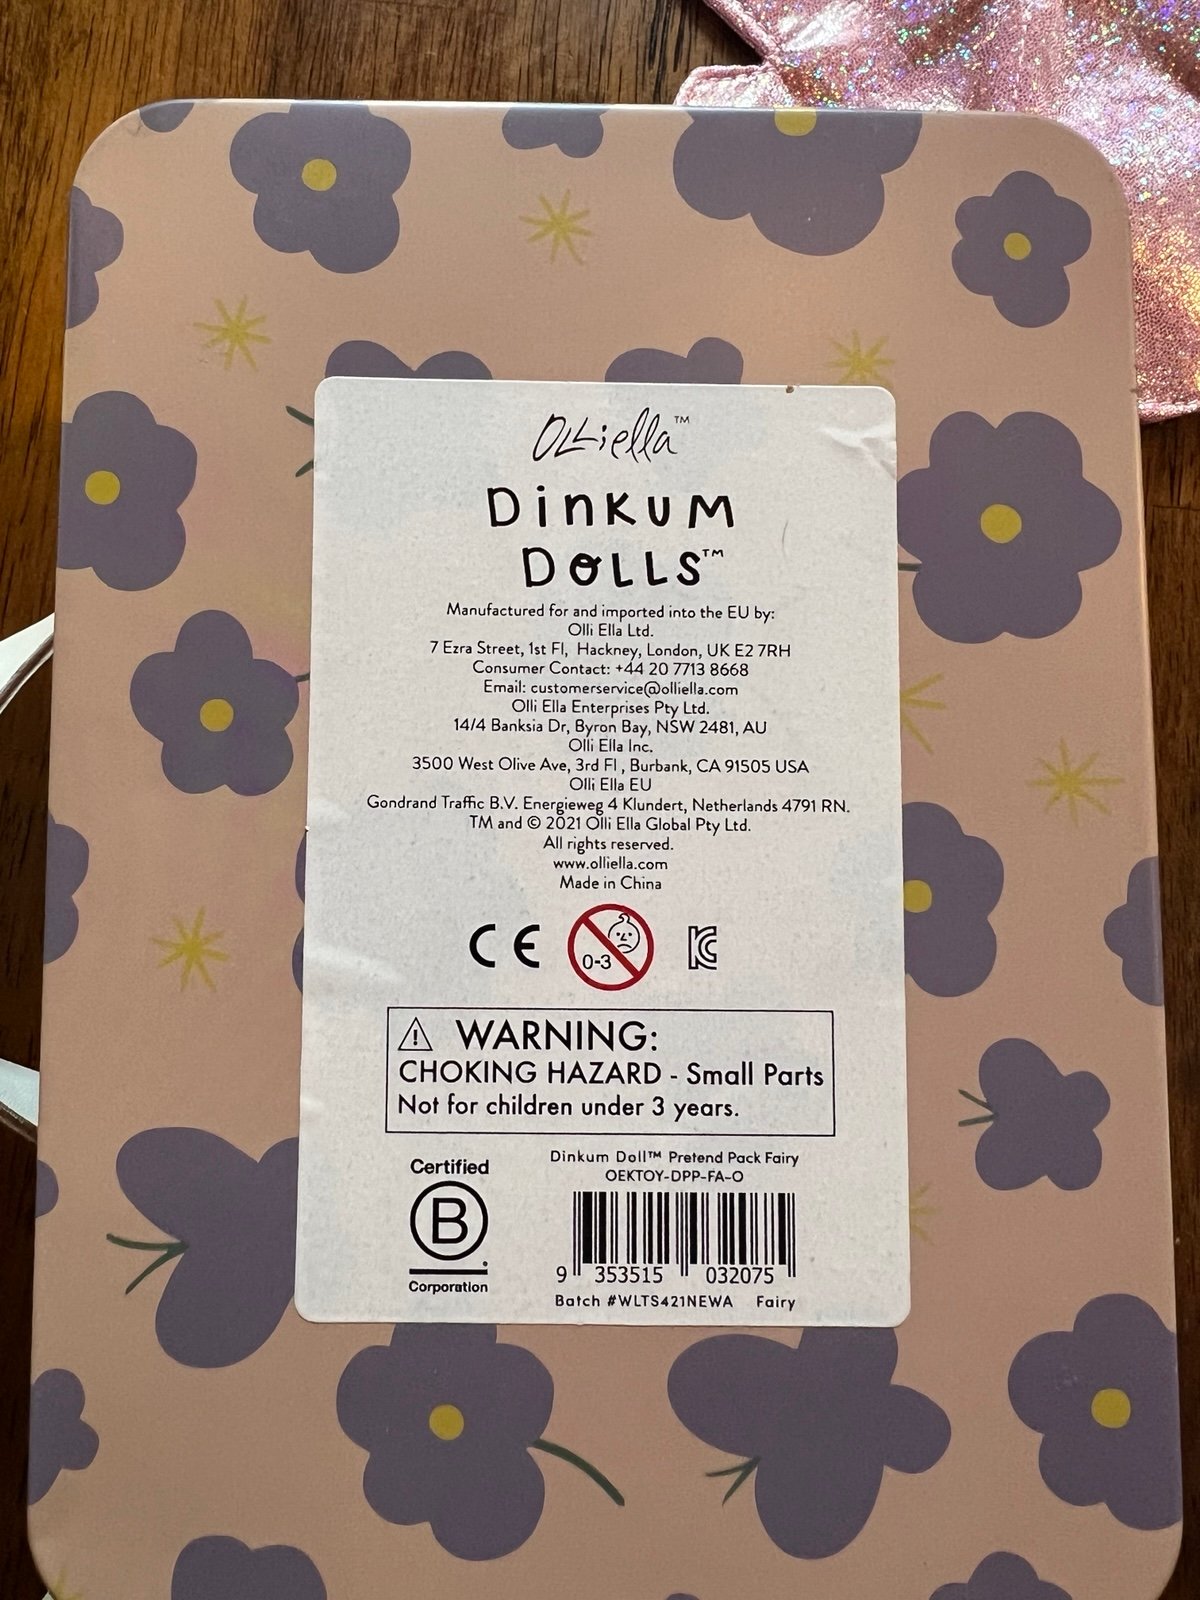 Olliella™
DinkUM
DOLLS™
Manufactured for and imported into the EU by:
Olli Ella Ltd.
7 Ezra Street, 1st Fl, Hackney, London, UK E2 7RH
Consumer Contact: +44 20 7713 8668
Email: customerservice@olliella.com
Olli Ella Enterprises Pty Ltd.
14/4 Banksia Dr, Byron Bay, NSW 2481, AU
Olli Ella Inc.
3500 West Olive Ave, 3rd Fl , Burbank, CA 91505 USA
Olli Ella EU
Gondrand Traffic B.V. Energieweg 4 Klundert, Netherlands 4791 RN.
TM and © 2021 Olli Ella Global Pty Ltd.
All rights reserved.
www.olliella.com
Made in China
CE 0-3 KC
⚠ WARNING:
CHOKING HAZARD - Small Parts
Not for children under 3 years.
Certified
B
Corporation
Dinkum Doll™ Pretend Pack Fairy
OEKTOY-DPP-FA-O
9 353515 032075
Batch #WLTS421NEWA Fairy